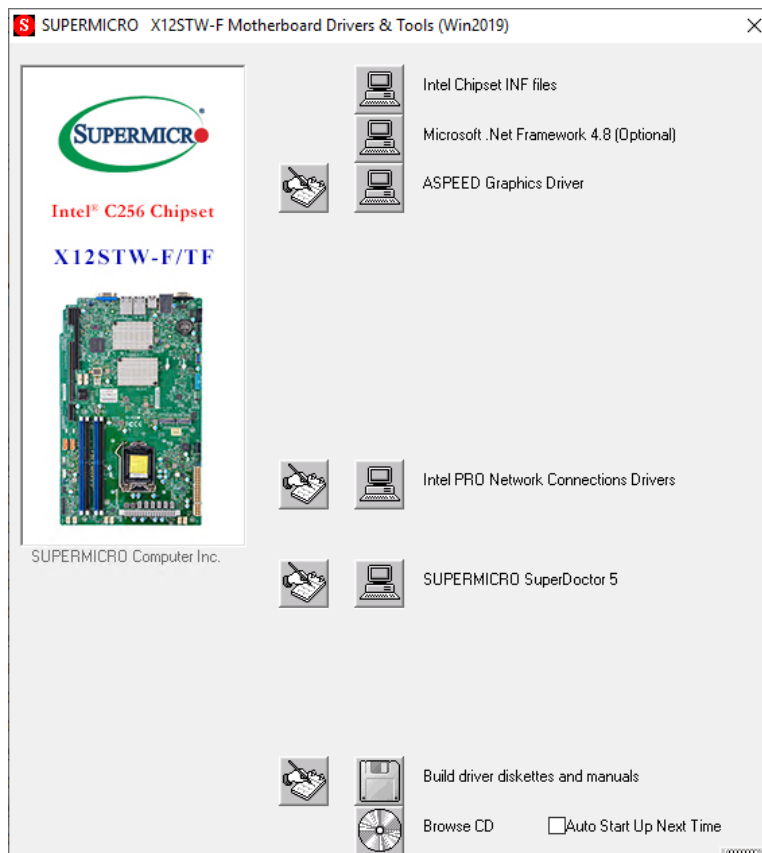 S SUPERMICRO X12STW-F Motherboard Drivers & Tools (Win2019)
SUPERMICR
Intel® C256 Chipset
X12STW-F/TF
SUPERMICRO Computer Inc.
Intel Chipset INF files
Microsoft .Net Framework 4.8 (Optional)
ASPEED Graphics Driver
Intel PRO Network Connections Drivers
SUPERMICRO SuperDoctor 5
Build driver diskettes and manuals
Browse CD
Auto Start Up Next Time